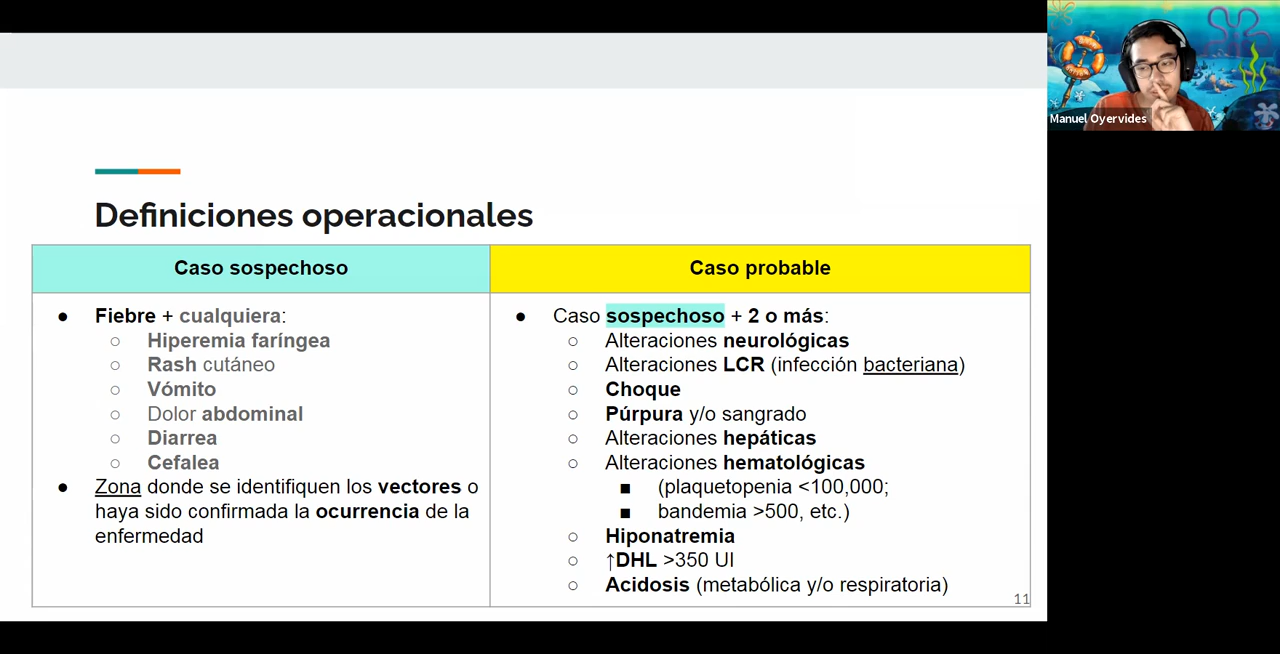 Manuel Oyervides
Definiciones operacionales
Caso sospechoso
● Fiebre + cualquiera:
○ Hiperemia faríngea
○ Rash cutáneo
○ Vómito
○ Dolor abdominal
○ Diarrea
○ Cefalea
● Zona donde se identifiquen los vectores o
haya sido confirmada la ocurrencia de la
enfermedad
Caso probable
● Caso sospechoso + 2 o más:
○ Alteraciones neurológicas
○ Alteraciones LCR (infección bacteriana)
○ Choque
○ Púrpura y/o sangrado
○ Alteraciones hepáticas
○ Alteraciones hematológicas
■ (plaquetopenia <100,000;
■ bandemia >500, etc.)
○ Hiponatremia
○ ↑DHL >350 UI
○ Acidosis (metabólica y/o respiratoria)
11